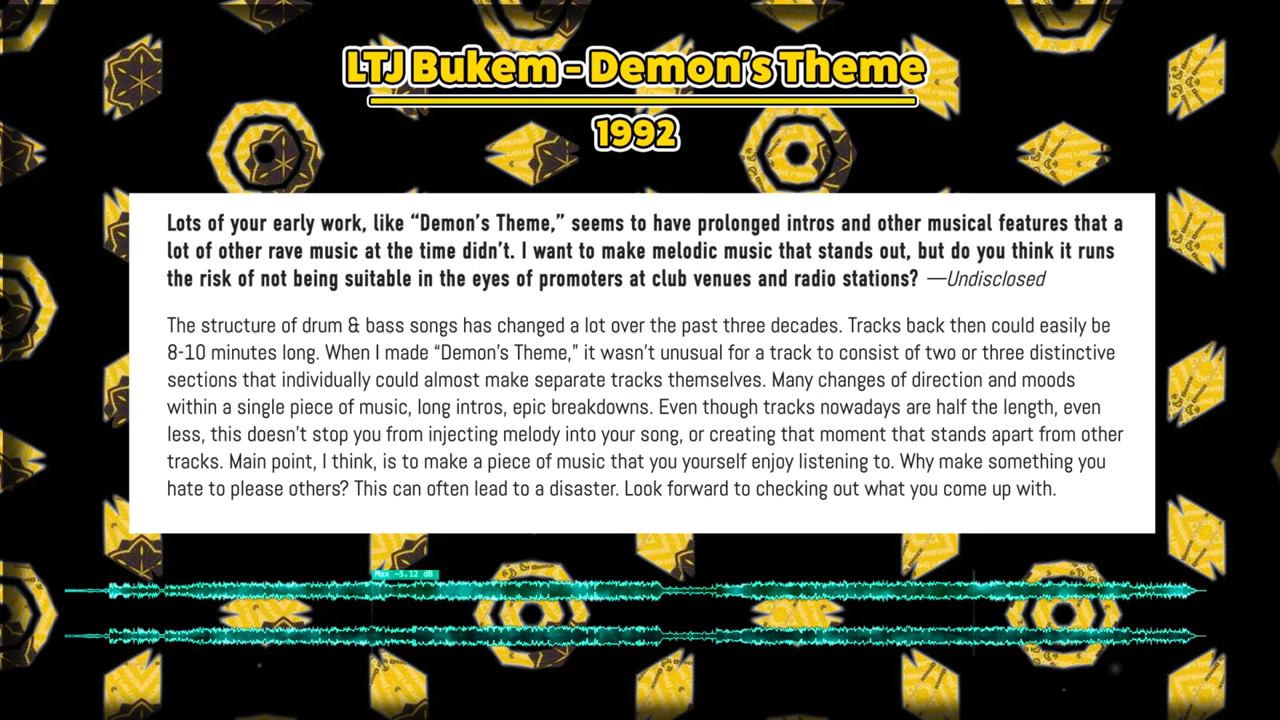 LTJ Bukem - Demon's Theme
1992
Lots of your early work, like “Demon’s Theme,” seems to have prolonged intros and other musical features that a
lot of other rave music at the time didn’t. I want to make melodic music that stands out, but do you think it runs
the risk of not being suitable in the eyes of promoters at club venues and radio stations? —Undisclosed
The structure of drum & bass songs has changed a lot over the past three decades. Tracks back then could easily be
8-10 minutes long. When I made “Demon’s Theme,” it wasn’t unusual for a track to consist of two or three distinctive
sections that individually could almost make separate tracks themselves. Many changes of direction and moods
within a single piece of music, long intros, epic breakdowns. Even though tracks nowadays are half the length, even
less, this doesn’t stop you from injecting melody into your song, or creating that moment that stands apart from other
tracks. Main point, I think, is to make a piece of music that you yourself enjoy listening to. Why make something you
hate to please others? This can often lead to a disaster. Look forward to checking out what you come up with.
Max -5.12 dB